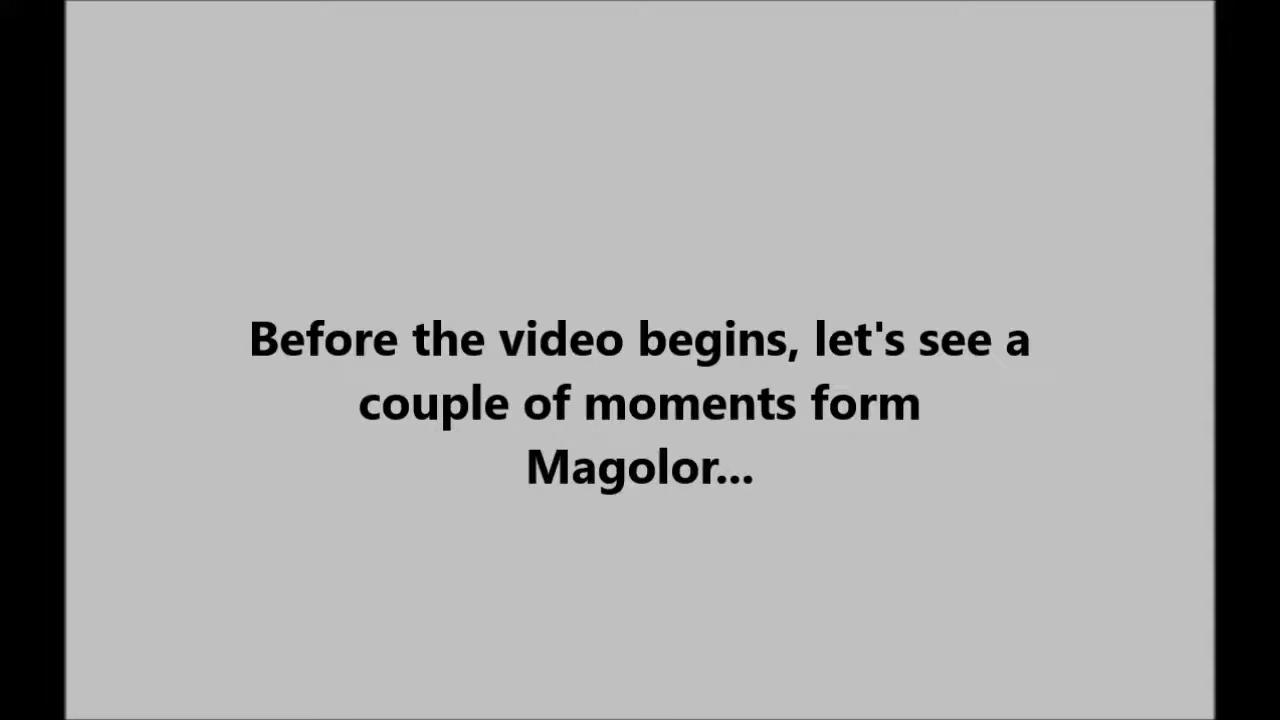 Before the video begins, let's see a
couple of moments form
Magolor...